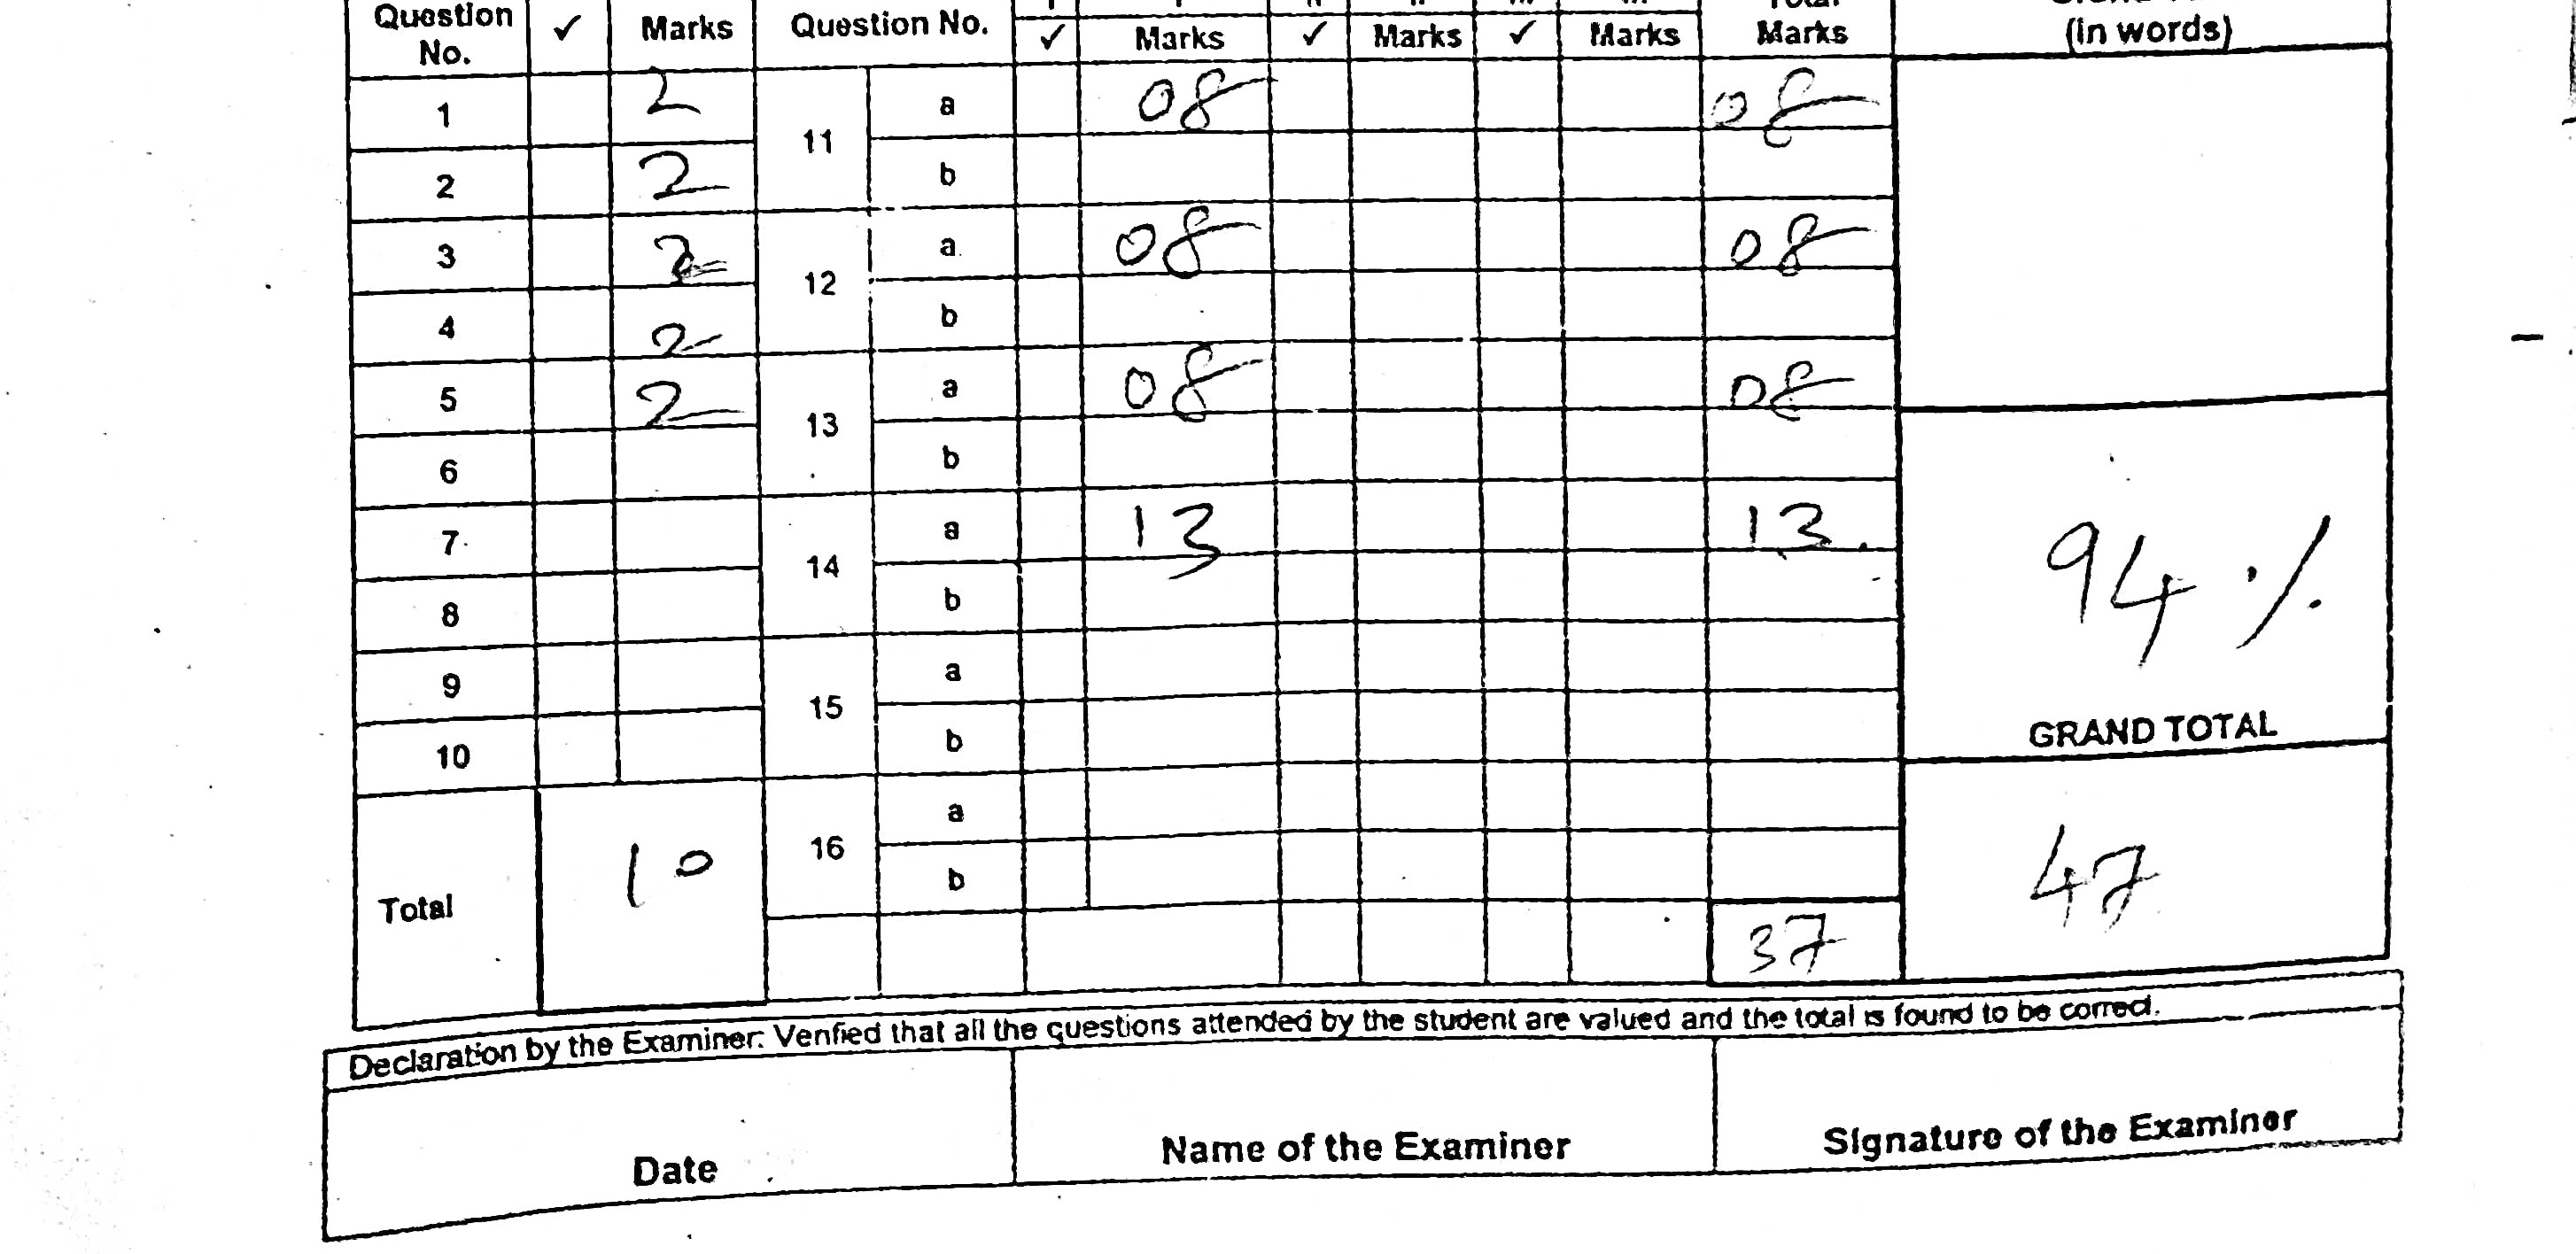 Question No. ✓ Marks Question No. ✓ Marks ✓ Marks ✓ Marks Marks (in words)
1 2 11 a 08 08
2 2 b
3 2 12 a 08 08
4 2 b
5 2 13 a 08 08
6 b
7 14 a 13 13
8 b
94 %
9 15 a
GRAND TOTAL
10 b
16 a
Total 10 47
b
37
Declaration by the Examiner: Verified that all the questions attended by the student are valued and the total is found to be correct.
Date Name of the Examiner Signature of the Examiner